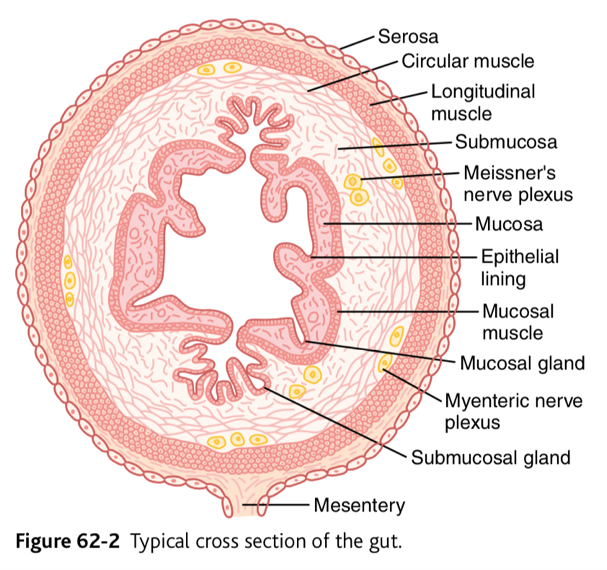 Serosa
Circular muscle
Longitudinal
muscle
Submucosa
Meissner's
nerve plexus
Mucosa
Epithelial
lining
Mucosal
muscle
Mucosal gland
Myenteric nerve
plexus
Submucosal gland
Mesentery
Figure 62-2 Typical cross section of the gut.